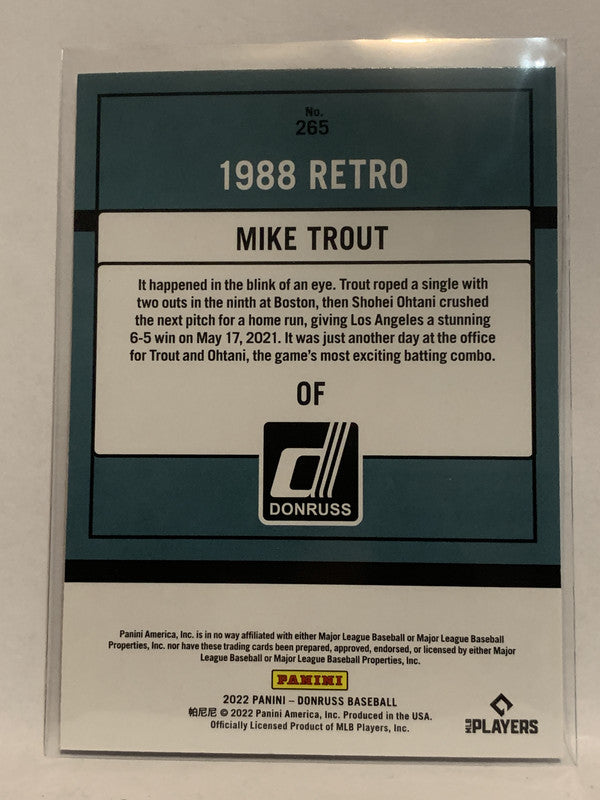 No.
265
1988 RETRO
MIKE TROUT
It happened in the blink of an eye. Trout roped a single with
two outs in the ninth at Boston, then Shohei Ohtani crushed
the next pitch for a home run, giving Los Angeles a stunning
6-5 win on May 17, 2021. It was just another day at the office
for Trout and Ohtani, the game's most exciting batting combo.
OF
d
DONRUSS
Panini America, Inc. is in no way affiliated with either Major League Baseball or Major League Baseball
Properties, Inc. nor have these trading cards been prepared, approved, endorsed, or licensed by either Major
League Baseball or Major League Baseball Properties, Inc.
PANINI
2022 PANINI – DONRUSS BASEBALL
帕尼尼 © 2022 Panini America, Inc. Produced in the USA.
Officially Licensed Product of MLB Players, Inc.
MLB PLAYERS